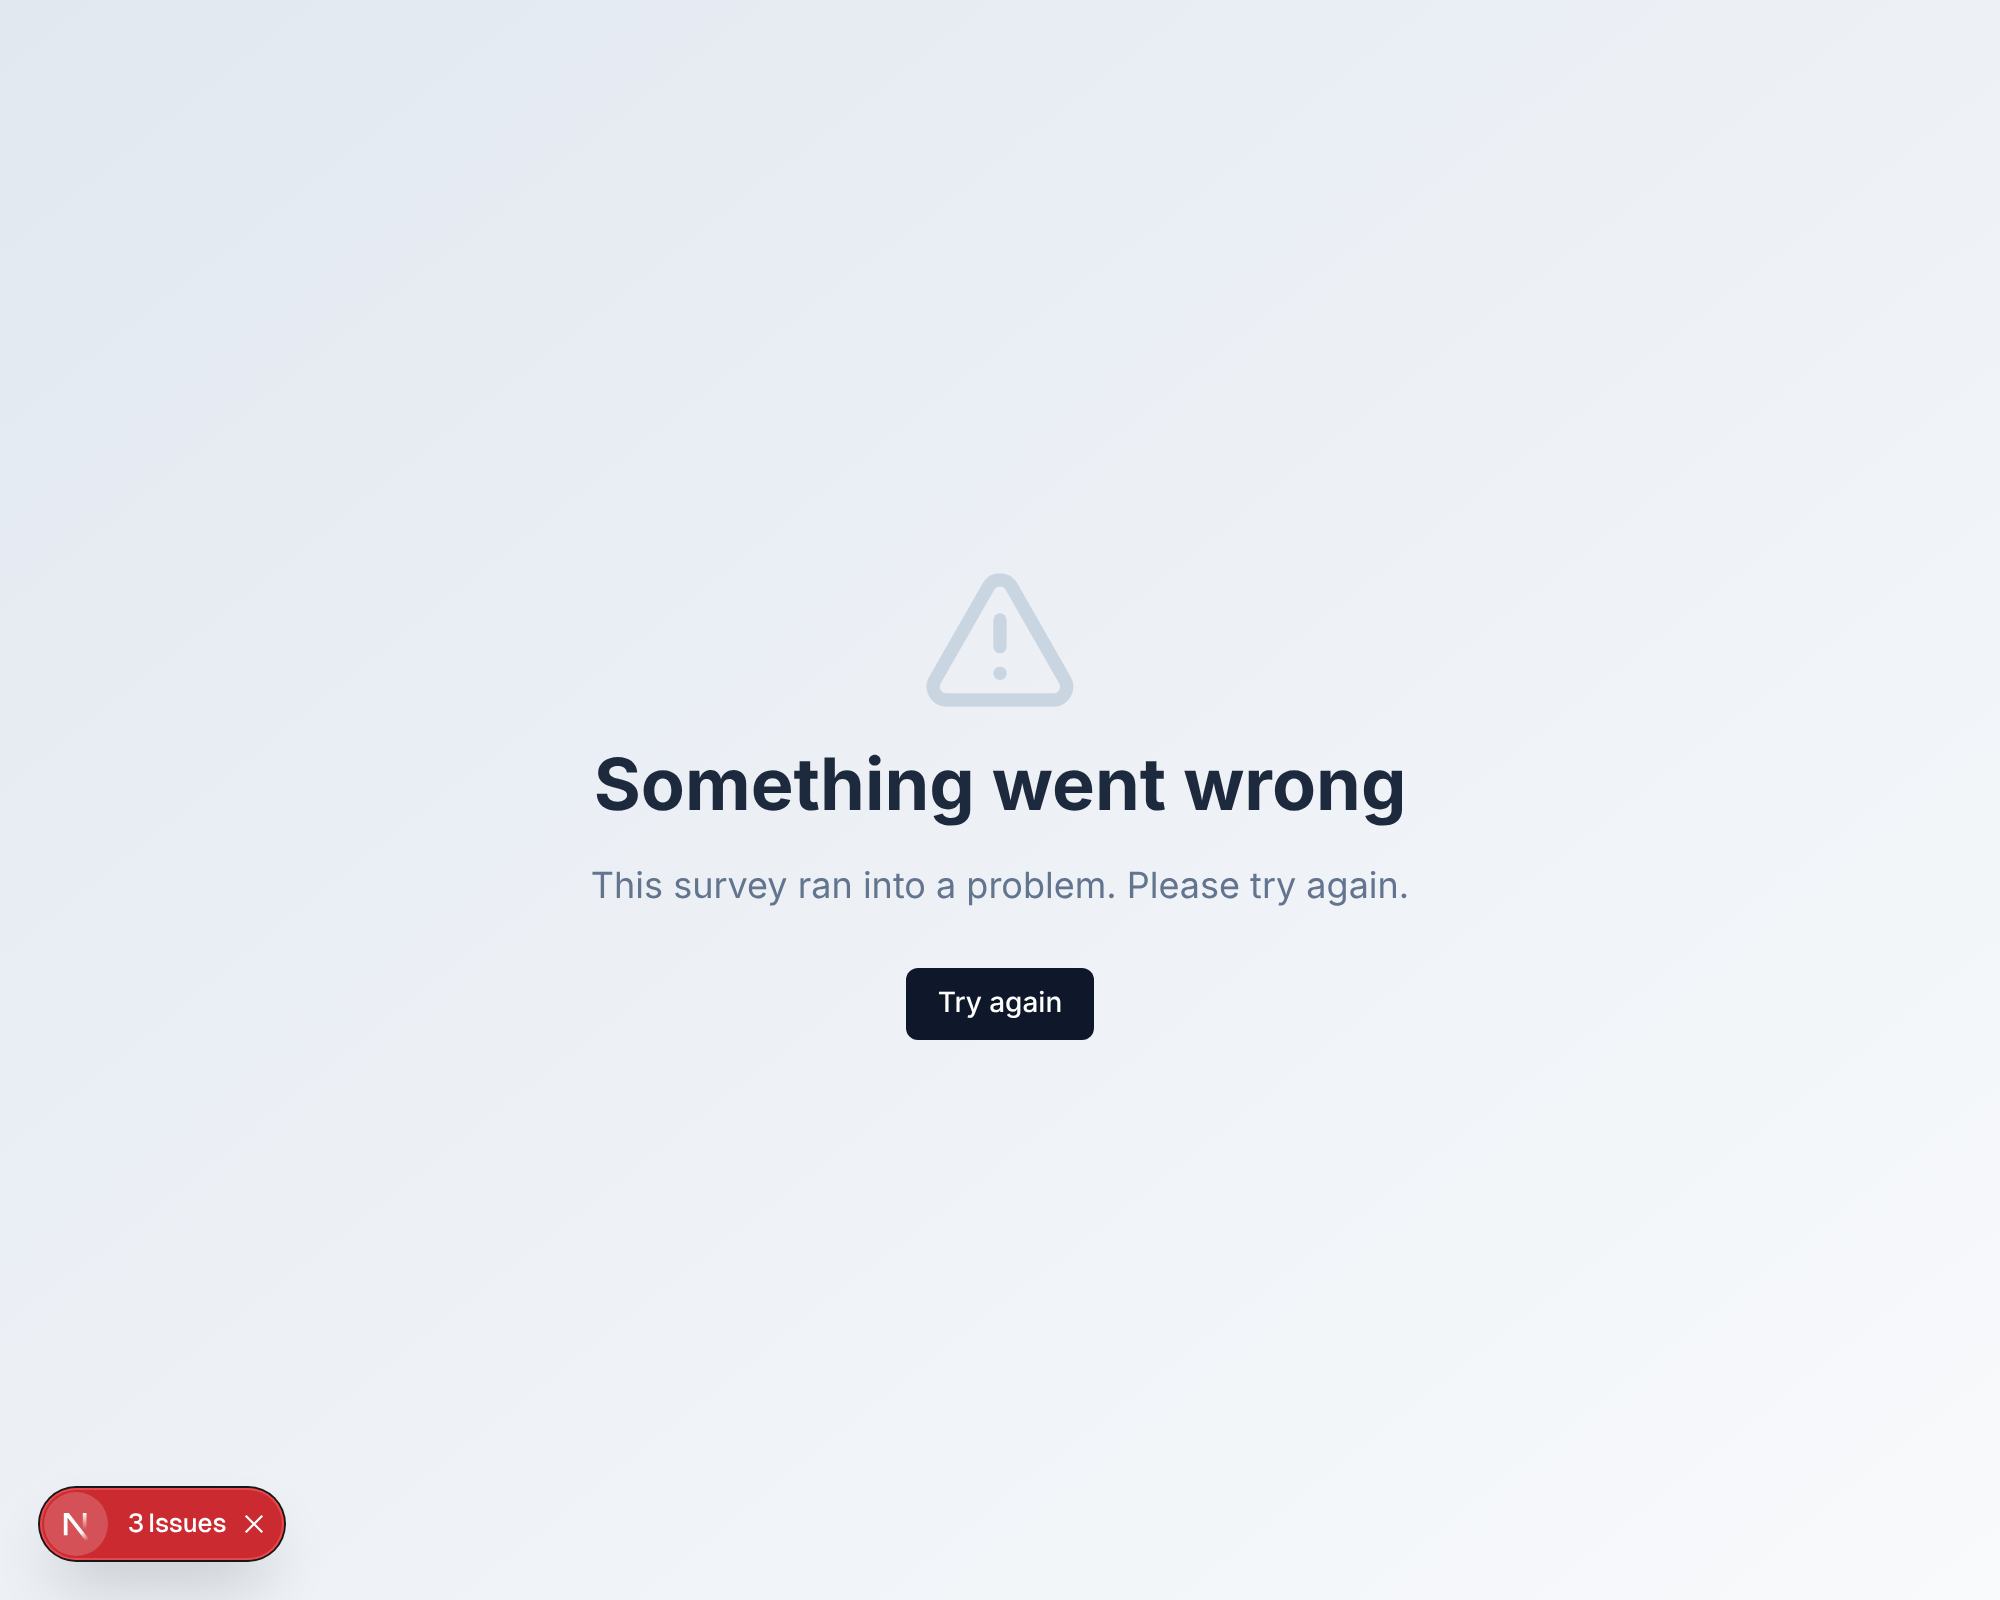 Something went wrong
This survey ran into a problem. Please try again.
Try again
N 3 Issues